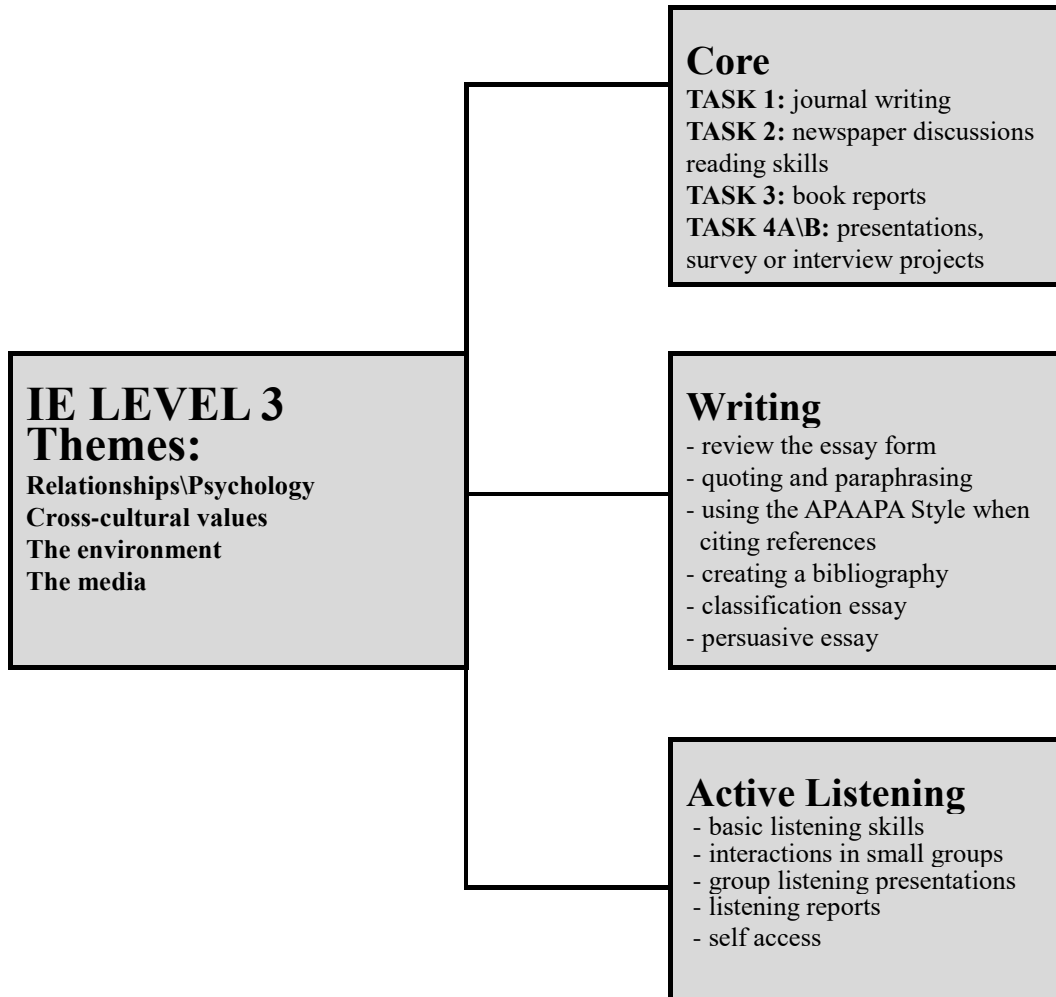 Core
TASK 1: journal writing
TASK 2: newspaper discussions
reading skills
TASK 3: book reports
TASK 4A\B: presentations,
survey or interview projects
IE LEVEL 3
Themes:
Relationships\Psychology
Cross-cultural values
The environment
The media
Writing
- review the essay form
- quoting and paraphrasing
- using the APAAPA Style when
citing references
- creating a bibliography
- classification essay
- persuasive essay
Active Listening
- basic listening skills
- interactions in small groups
- group listening presentations
- listening reports
- self access